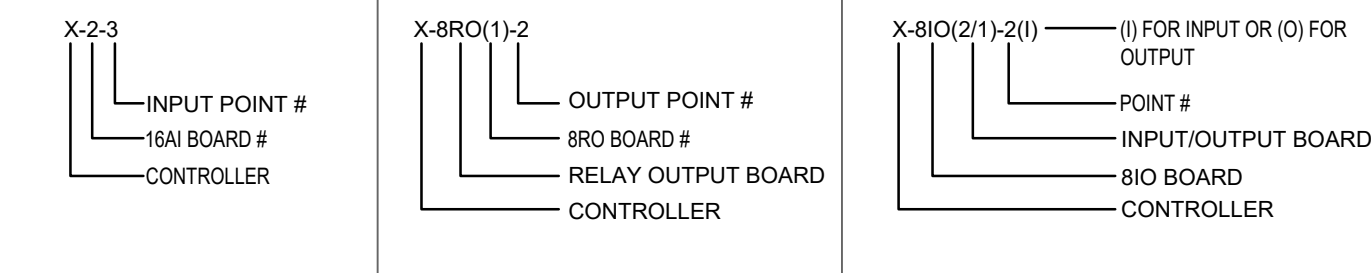 X-2-3
INPUT POINT #
16AI BOARD #
CONTROLLER
X-8RO(1)-2
OUTPUT POINT #
8RO BOARD #
RELAY OUTPUT BOARD
CONTROLLER
X-8IO(2/1)-2(I)
(I) FOR INPUT OR (O) FOR
OUTPUT
POINT #
INPUT/OUTPUT BOARD
8IO BOARD
CONTROLLER